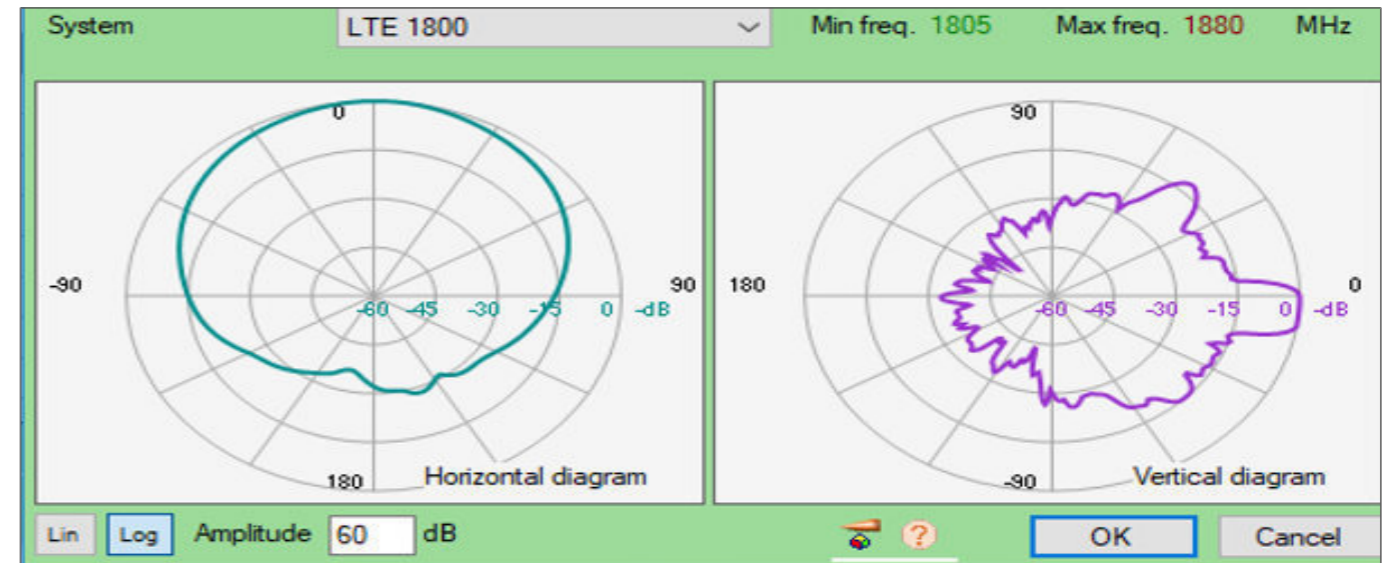 System LTE 1800 Min freq. 1805 Max freq. 1880 MHz
0
-90 90
-60 -45 -30 -15 0 -dB
180 Horizontal diagram
90
180 0
-60 -45 -30 -15 0 -dB
-90 Vertical diagram
Lin Log Amplitude 60 dB ? OK Cancel